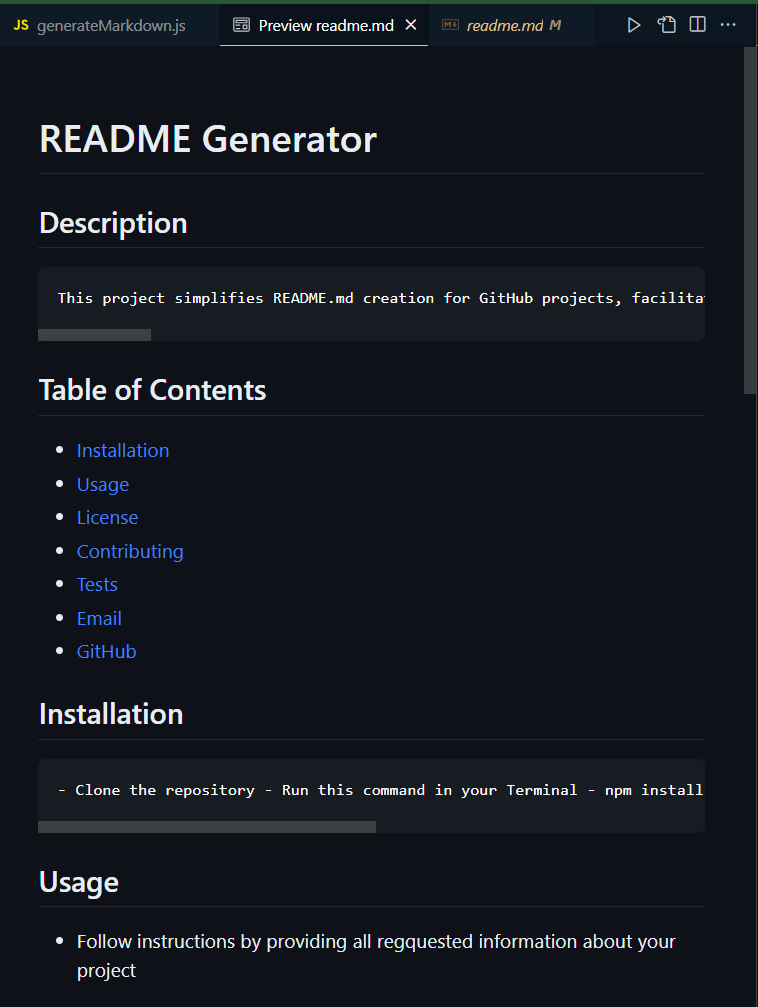 JS generateMarkdown.js Preview readme.md readme.md M
README Generator
Description
This project simplifies README.md creation for GitHub projects,
Table of Contents
Installation
Usage
License
Contributing
Tests
Email
GitHub
Installation
- Clone the repository - Run this command in your Terminal - npm install
Usage
Follow instructions by providing all regquested information about your
project